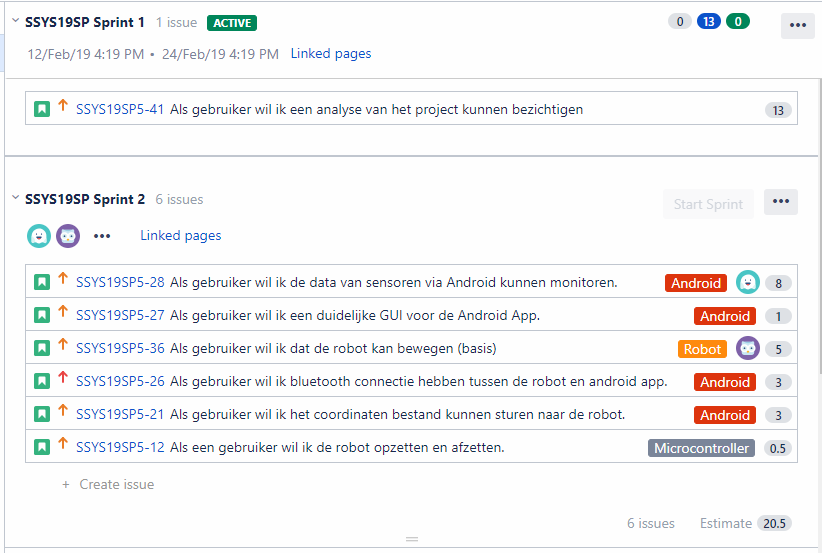 SSYS19SP Sprint 1 1 issue ACTIVE 0 13 0 •••
12/Feb/19 4:19 PM • 24/Feb/19 4:19 PM Linked pages
SSYS19SP5-41 Als gebruiker wil ik een analyse van het project kunnen bezichtigen 13
SSYS19SP Sprint 2 6 issues Start Sprint •••
••• Linked pages
SSYS19SP5-28 Als gebruiker wil ik de data van sensoren via Android kunnen monitoren. Android 8
SSYS19SP5-27 Als gebruiker wil ik een duidelijke GUI voor de Android App. Android 1
SSYS19SP5-36 Als gebruiker wil ik dat de robot kan bewegen (basis) Robot 5
SSYS19SP5-26 Als gebruiker wil ik bluetooth connectie hebben tussen de robot en android app. Android 3
SSYS19SP5-21 Als gebruiker wil ik het coordinaten bestand kunnen sturen naar de robot. Android 3
SSYS19SP5-12 Als een gebruiker wil ik de robot opzetten en afzetten. Microcontroller 0.5
+ Create issue
6 issues Estimate 20.5